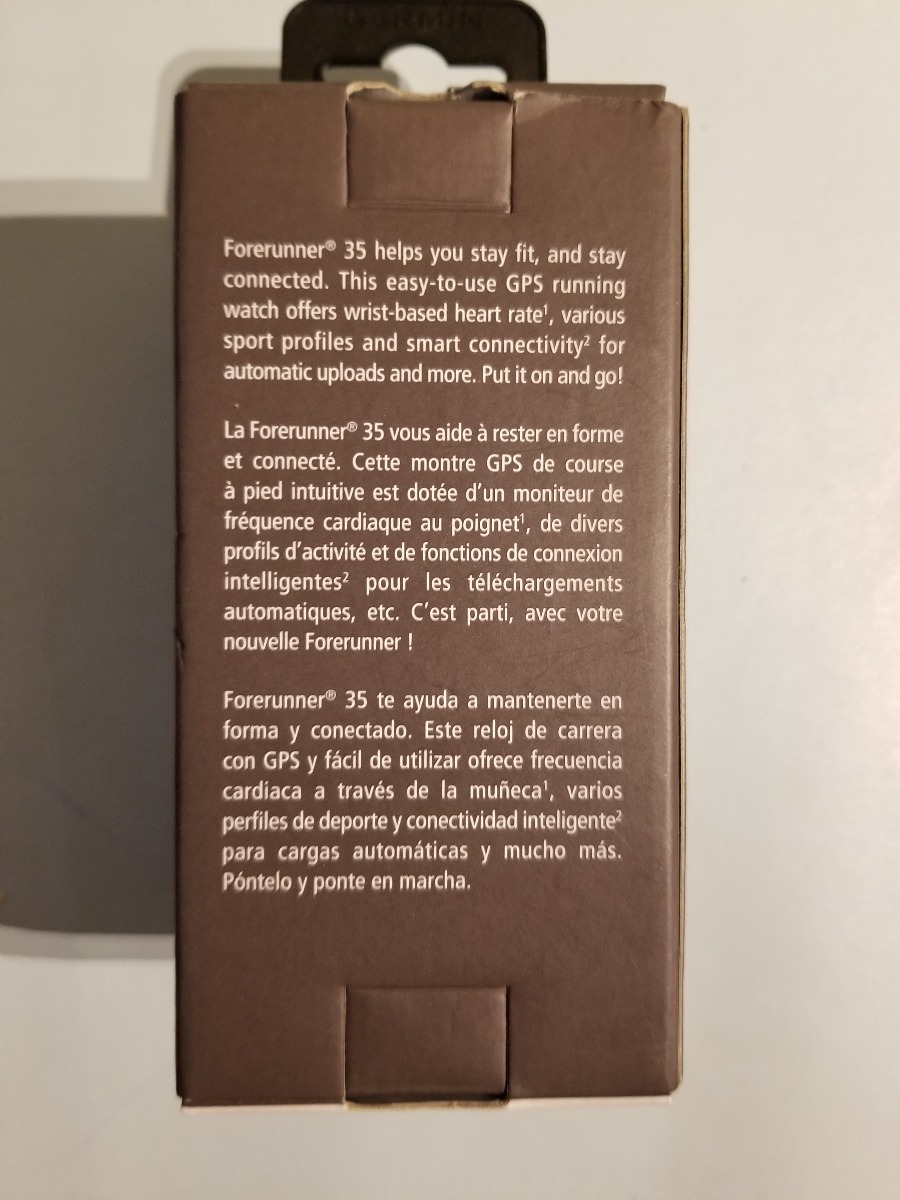 GARMIN
Forerunner® 35 helps you stay fit, and stay
connected. This easy-to-use GPS running
watch offers wrist-based heart rate¹, various
sport profiles and smart connectivity² for
automatic uploads and more. Put it on and go!
La Forerunner® 35 vous aide à rester en forme
et connecté. Cette montre GPS de course
à pied intuitive est dotée d'un moniteur de
fréquence cardiaque au poignet¹, de divers
profils d'activité et de fonctions de connexion
intelligentes² pour les téléchargements
automatiques, etc. C'est parti, avec votre
nouvelle Forerunner !
Forerunner® 35 te ayuda a mantenerte en
forma y conectado. Este reloj de carrera
con GPS y fácil de utilizar ofrece frecuencia
cardíaca a través de la muñeca¹, varios
perfiles de deporte y conectividad inteligente²
para cargas automáticas y mucho más.
Póntelo y ponte en marcha.